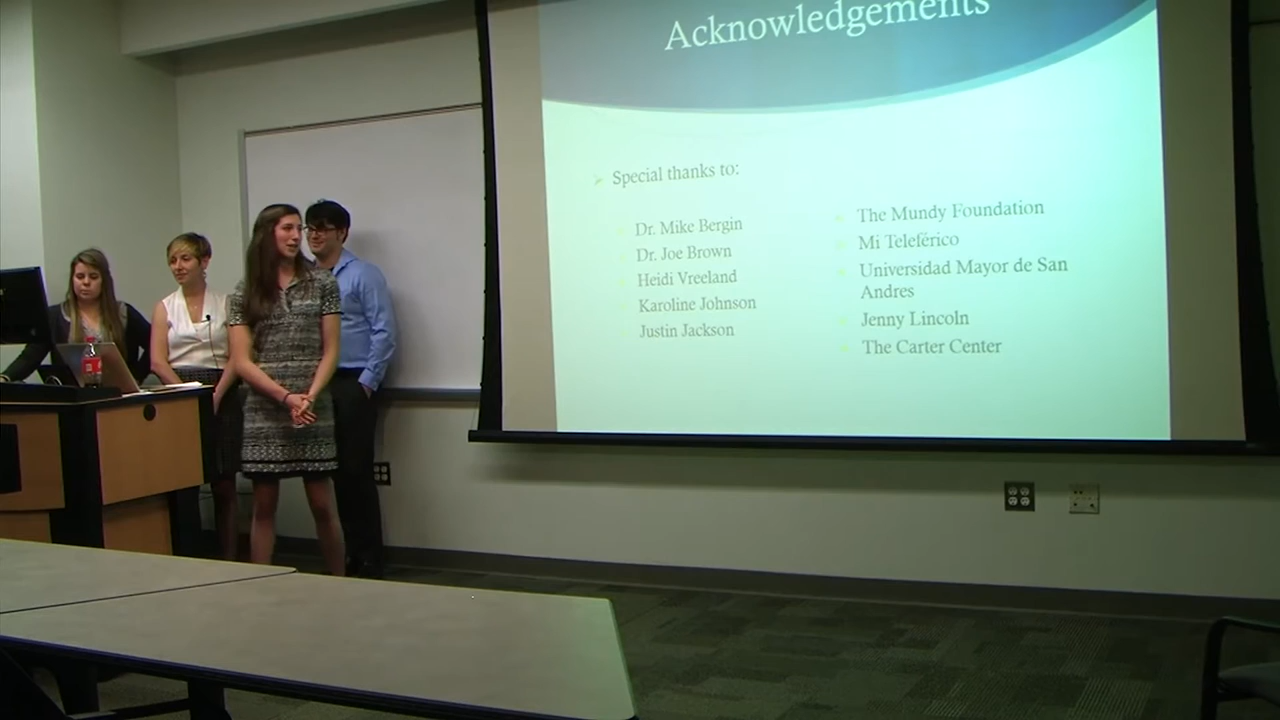 Acknowledgements
Special thanks to:
Dr. Mike Bergin
Dr. Joe Brown
Heidi Vreeland
Karoline Johnson
Justin Jackson
The Mundy Foundation
Mi Teleférico
Universidad Mayor de San
Andres
Jenny Lincoln
The Carter Center